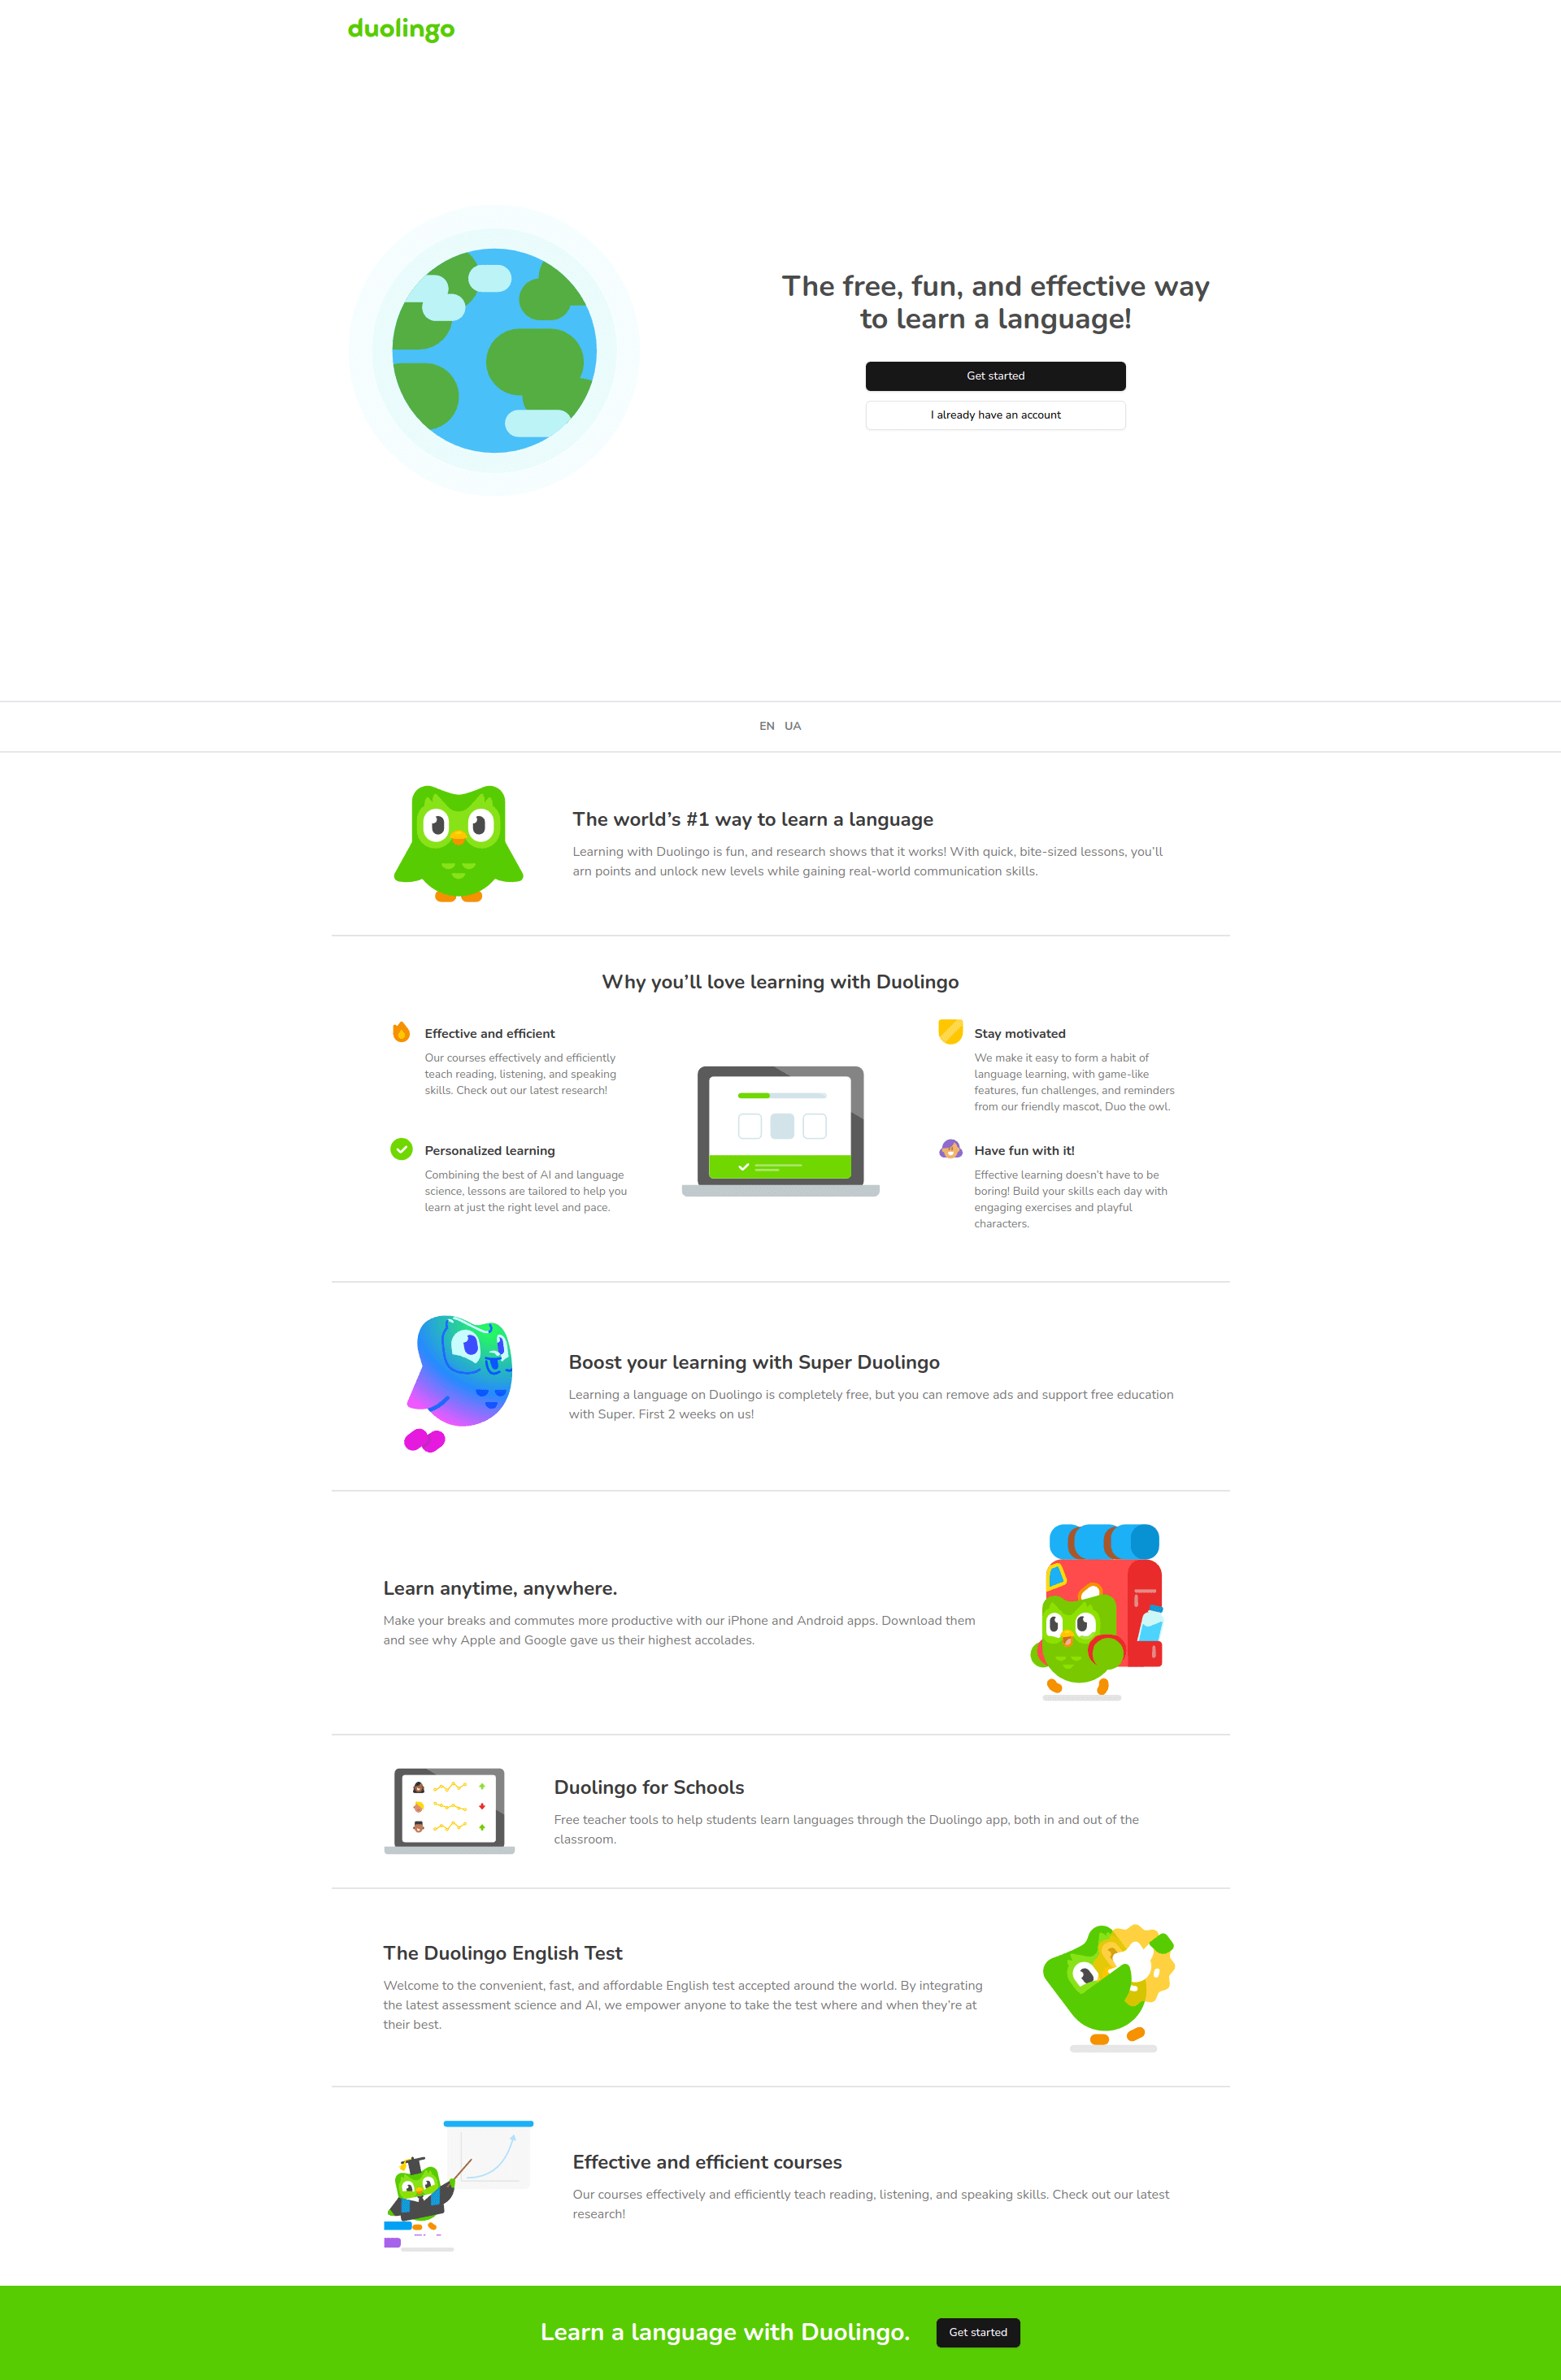 duolingo
The free, fun, and effective way
to learn a language!
Get started
I already have an account
EN UA
The world’s #1 way to learn a language
Learning with Duolingo is fun, and research shows that it works! With quick, bite-sized lessons, you’ll
arn points and unlock new levels while gaining real-world communication skills.
Why you’ll love learning with Duolingo
Effective and efficient
Our courses effectively and efficiently
teach reading, listening, and speaking
skills. Check out our latest research!
Personalized learning
Combining the best of AI and language
science, lessons are tailored to help you
learn at just the right level and pace.
Stay motivated
We make it easy to form a habit of
language learning, with game-like
features, fun challenges, and reminders
from our friendly mascot, Duo the owl.
Have fun with it!
Effective learning doesn’t have to be
boring! Build your skills each day with
engaging exercises and playful
characters.
Boost your learning with Super Duolingo
Learning a language on Duolingo is completely free, but you can remove ads and support free education
with Super. First 2 weeks on us!
Learn anytime, anywhere.
Make your breaks and commutes more productive with our iPhone and Android apps. Download them
and see why Apple and Google gave us their highest accolades.
Duolingo for Schools
Free teacher tools to help students learn languages through the Duolingo app, both in and out of the
classroom.
The Duolingo English Test
Welcome to the convenient, fast, and affordable English test accepted around the world. By integrating
the latest assessment science and AI, we empower anyone to take the test where and when they’re at
their best.
Effective and efficient courses
Our courses effectively and efficiently teach reading, listening, and speaking skills. Check out our latest
research!
Learn a language with Duolingo.
Get started